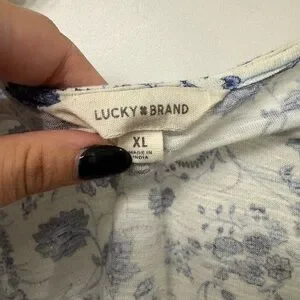 LUCKY BRAND
XL
MADE IN
INDIA